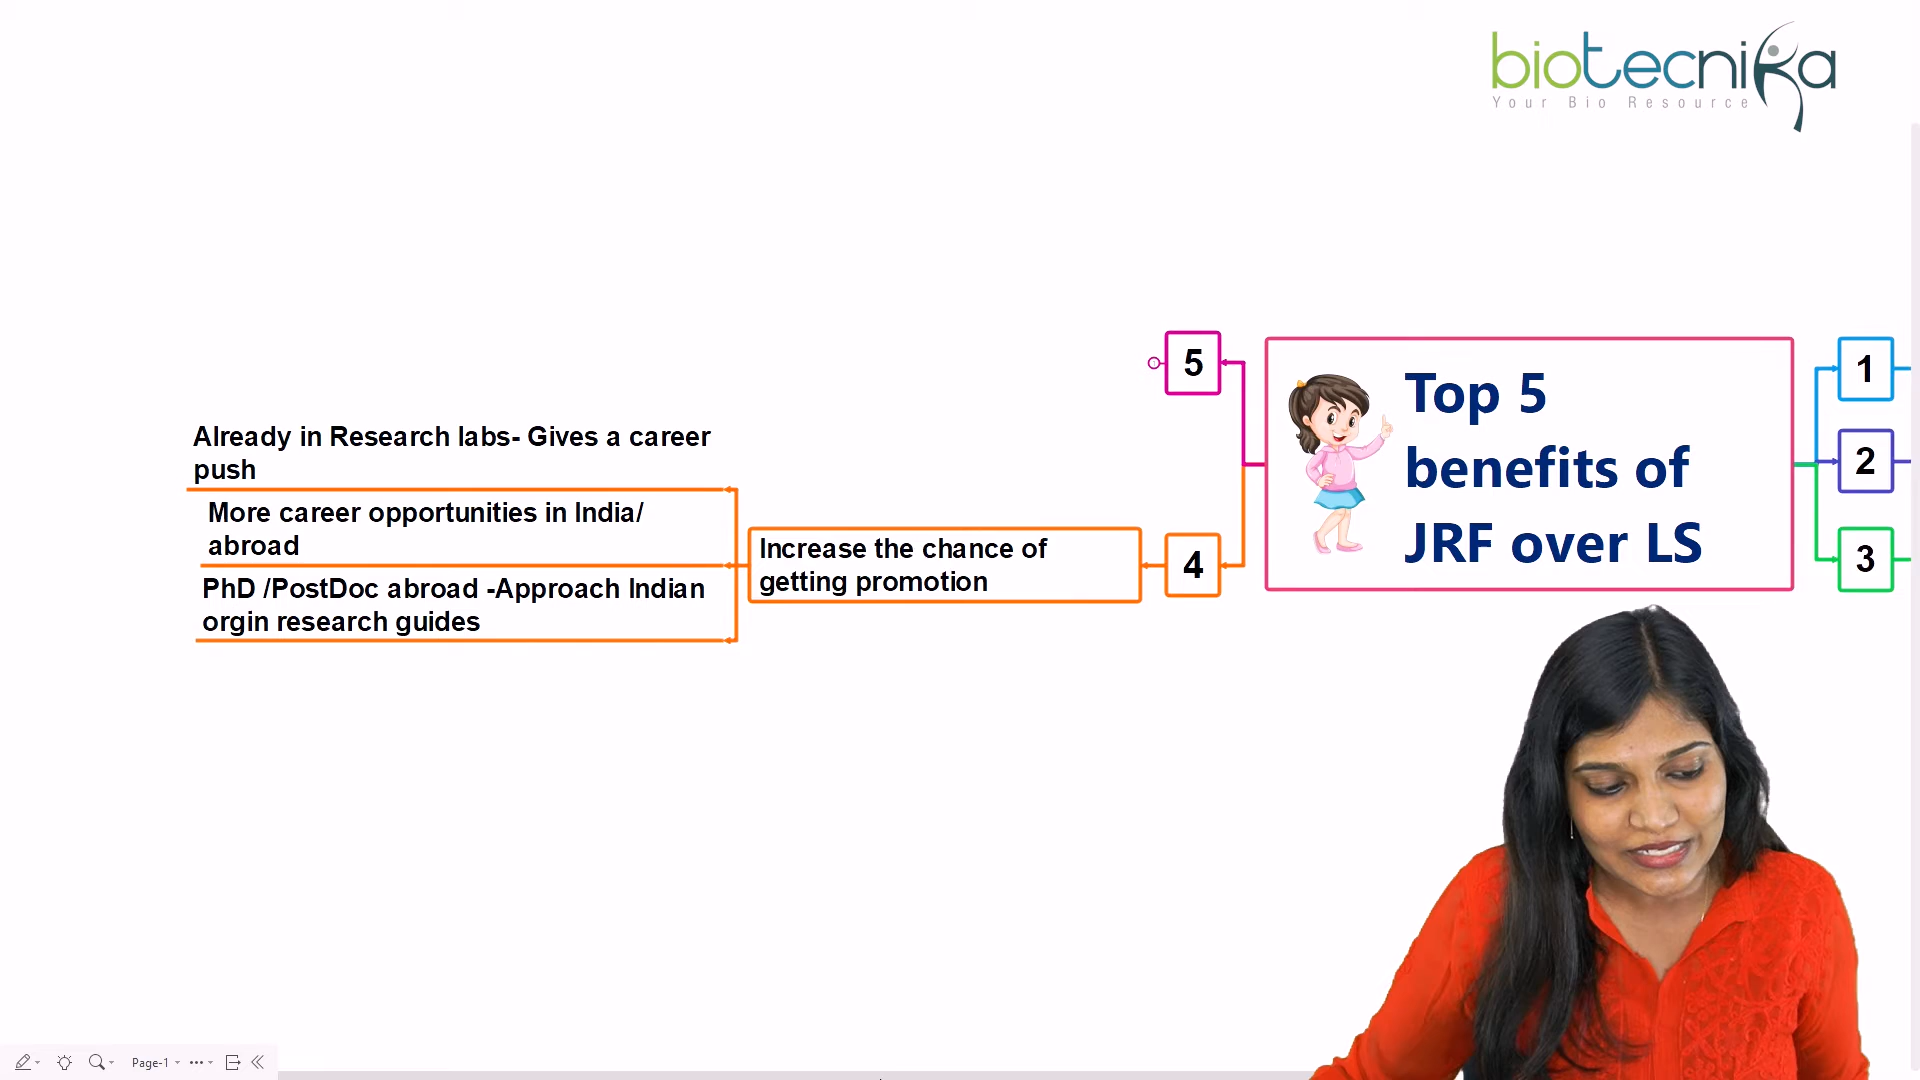 biotecnika
Your Bio Resource
Top 5
benefits of
JRF over LS
1
2
3
4
Increase the chance of
getting promotion
Already in Research labs- Gives a career
push
More career opportunities in India/
abroad
PhD /PostDoc abroad -Approach Indian
orgin research guides
5
Page-1